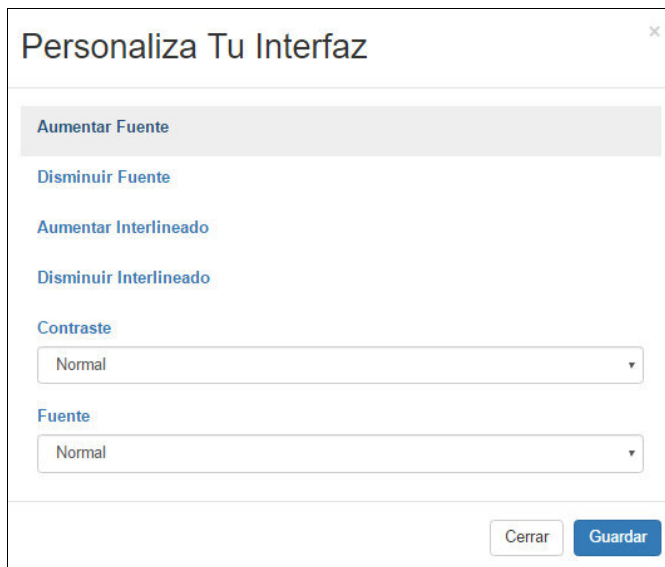 Personaliza Tu Interfaz
×
Aumentar Fuente
Disminuir Fuente
Aumentar Interlineado
Disminuir Interlineado
Contraste
Normal
Fuente
Normal
Cerrar Guardar